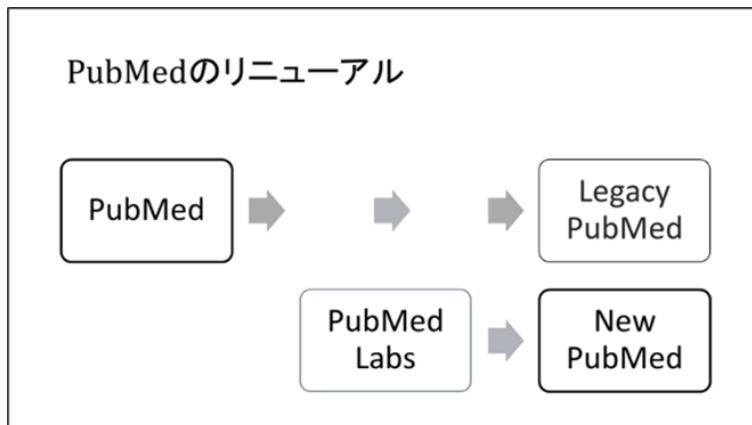 PubMedのリニューアル
PubMed
Legacy
PubMed
PubMed
Labs
New
PubMed